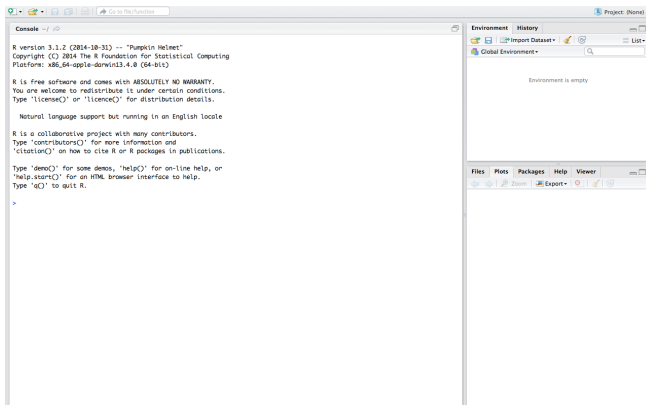 Go to file/function
Project: (None)
Console ~/
R version 3.1.2 (2014-10-31) -- "Pumpkin Helmet"
Copyright (C) 2014 The R Foundation for Statistical Computing
Platform: x86_64-apple-darwin13.4.0 (64-bit)
R is free software and comes with ABSOLUTELY NO WARRANTY.
You are welcome to redistribute it under certain conditions.
Type 'license()' or 'licence()' for distribution details.
Natural language support but running in an English locale
R is a collaborative project with many contributors.
Type 'contributors()' for more information and
'citation()' on how to cite R or R packages in publications.
Type 'demo()' for some demos, 'help()' for on-line help, or
'help.start()' for an HTML browser interface to help.
Type 'q()' to quit R.
>
Environment History
Import Dataset List
Global Environment
Environment is empty
Files Plots Packages Help Viewer
Zoom Export